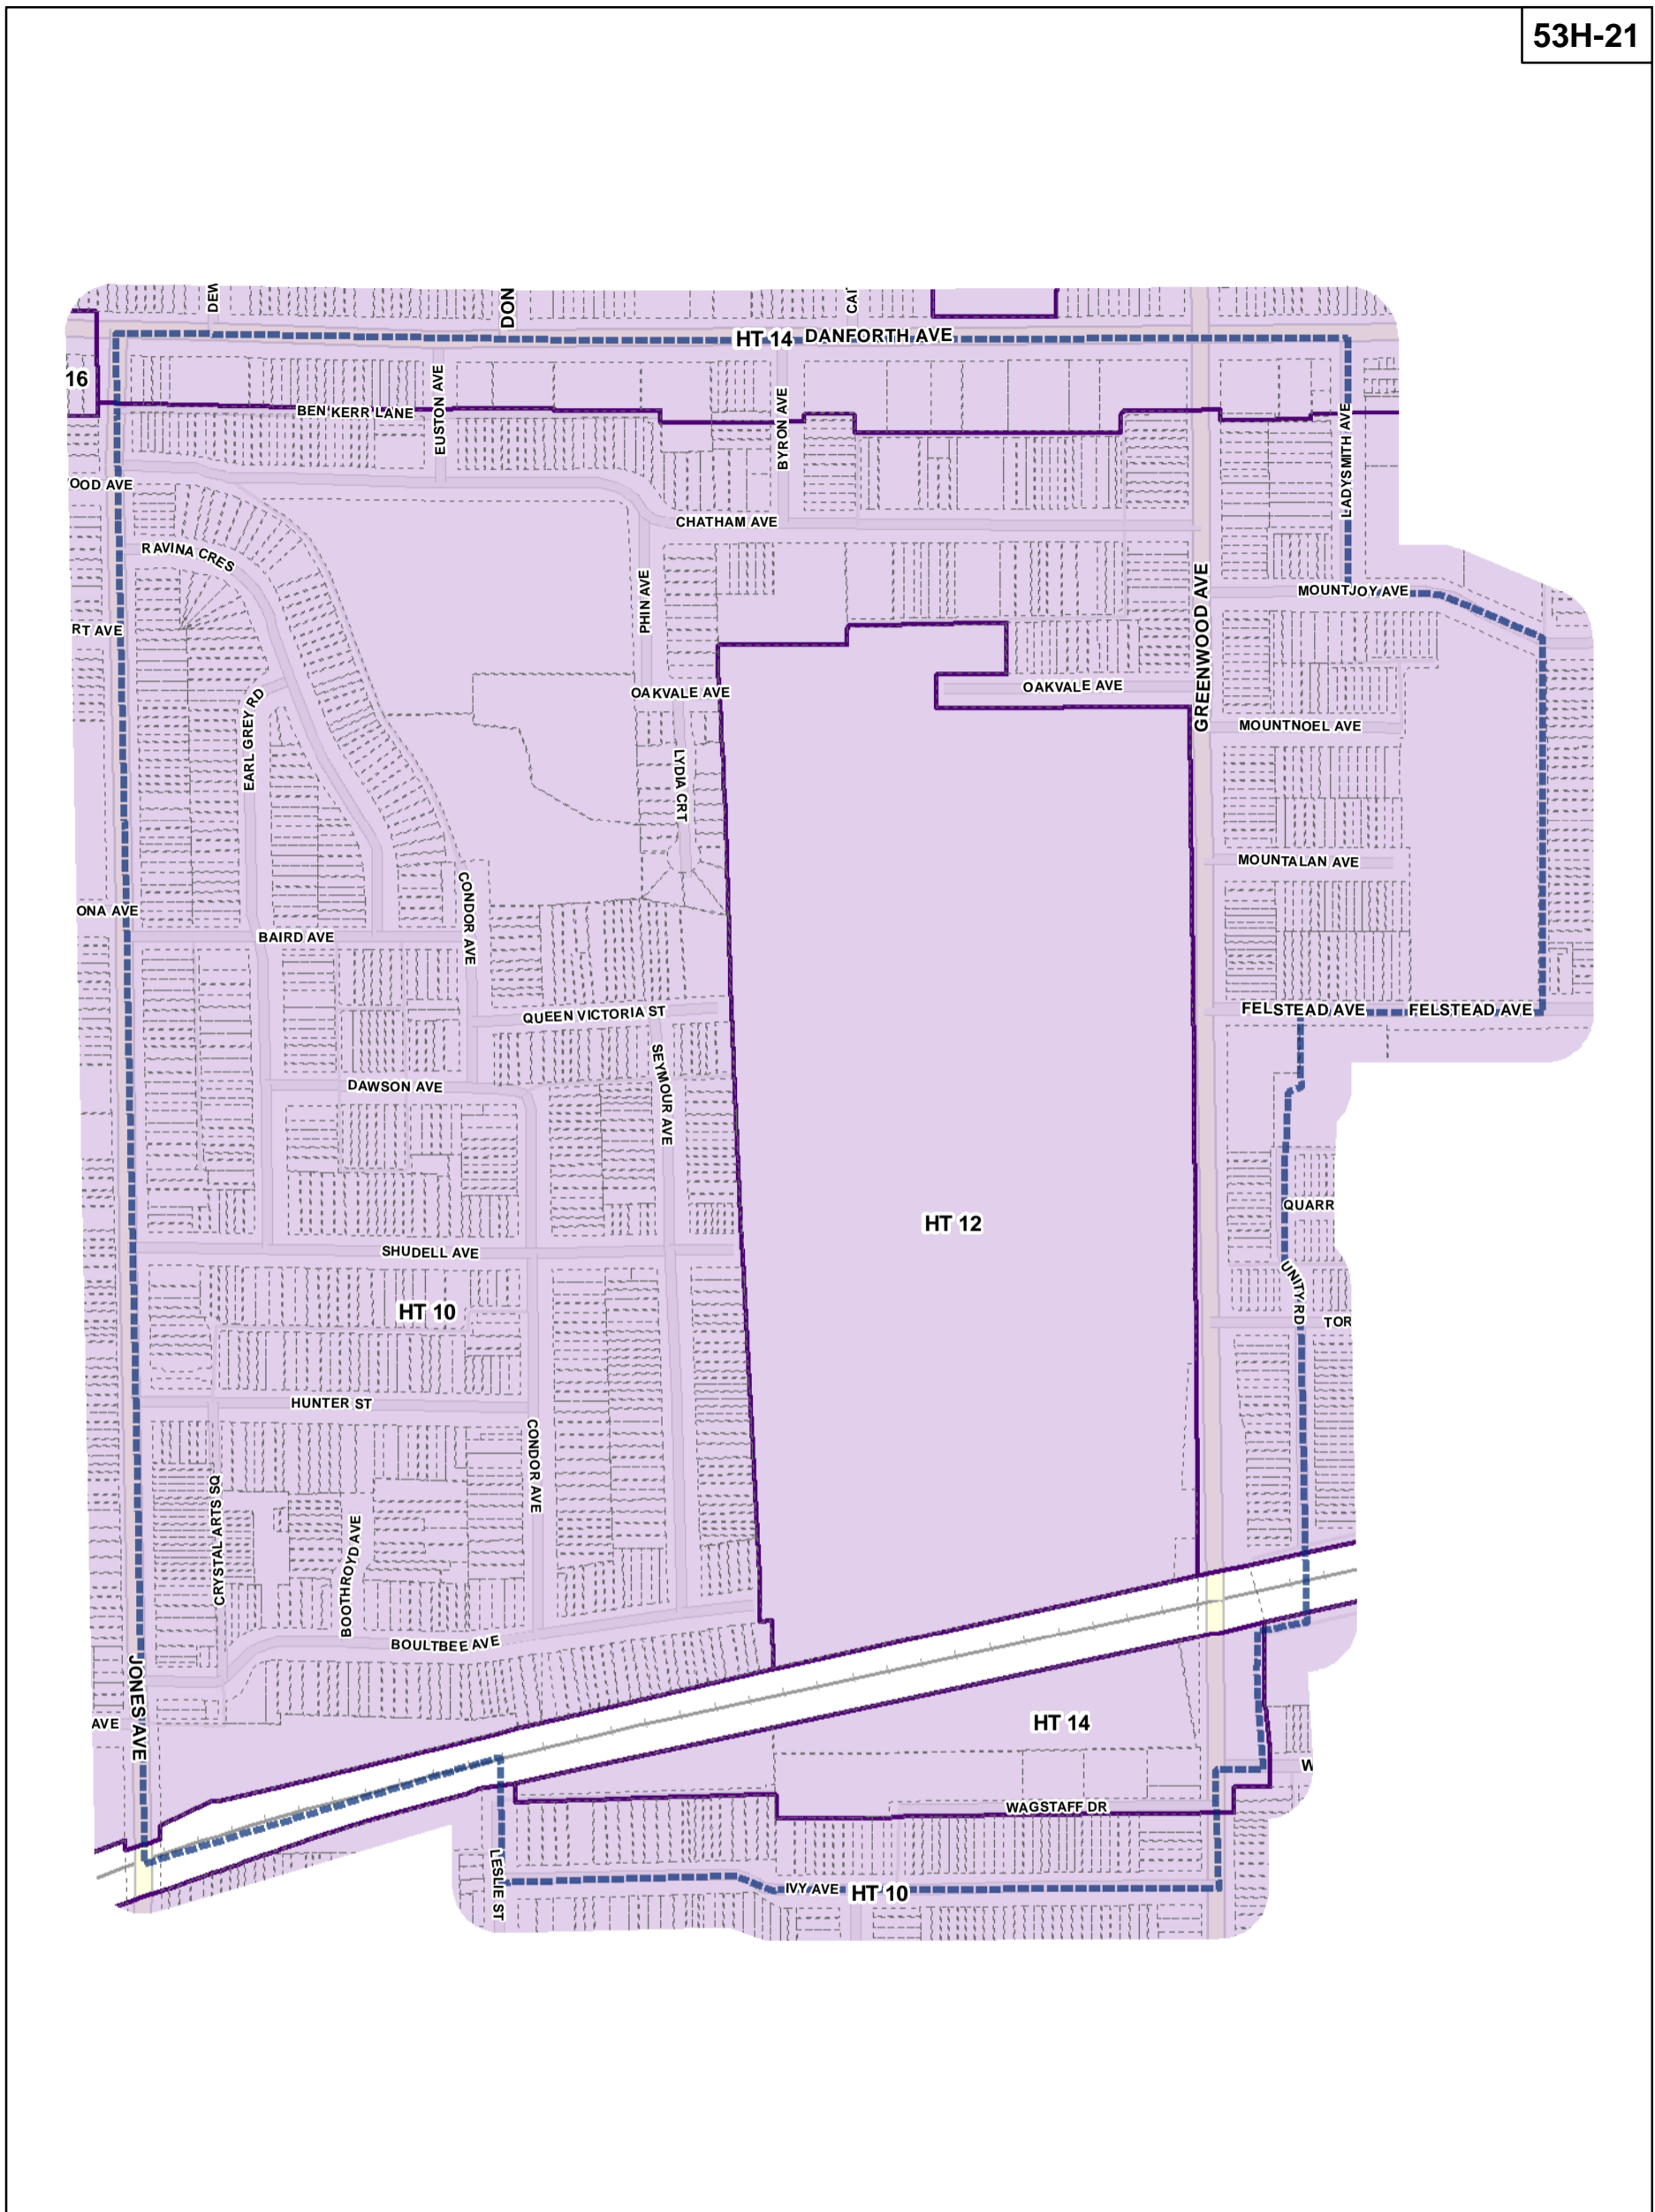 53H-21
DEW
DON
CAI
HT 14
DANFORTH AVE
16
EUSTON AVE
BEN KERR LANE
BYRON AVE
LADYSMITH AVE
OOD AVE
CHATHAM AVE
RAVINA CRES
PHIN AVE
GREENWOOD AVE
MOUNTJOY AVE
RT AVE
OAKVALE AVE
OAKVALE AVE
EARL GREY RD
MOUNTNOEL AVE
LYDIA CRT
MOUNTALAN AVE
CONDOR AVE
ONA AVE
BAIRD AVE
QUEEN VICTORIA ST
FELSTEAD AVE
FELSTEAD AVE
SEYMOUR AVE
DAWSON AVE
HT 12
QUARR
SHUDELL AVE
UNITY RD
HT 10
TOR
HUNTER ST
CONDOR AVE
CRYSTAL ARTS SQ
BOOTHROYD AVE
BOULTBEE AVE
JONES AVE
AVE
HT 14
W
WAGSTAFF DR
LESLIE ST
IVY AVE
HT 10